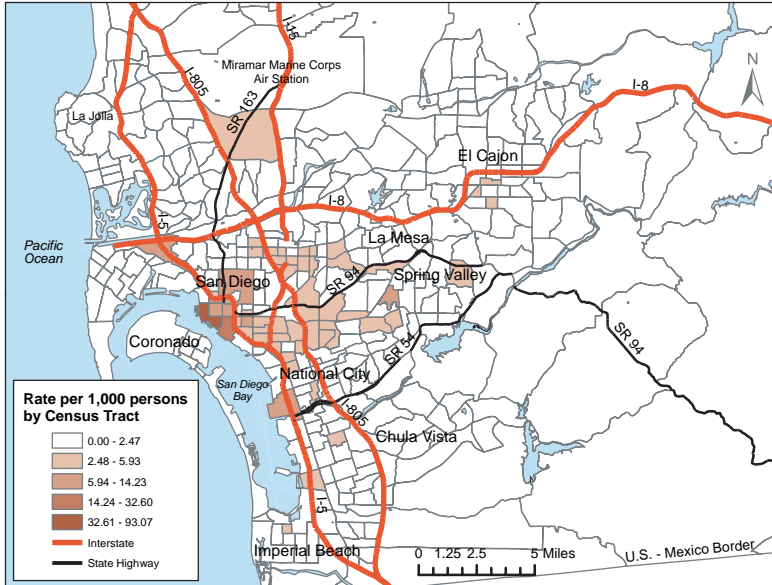 I-15
I-805
Miramar Marine Corps
Air Station
SR 163
La Jolla
N
I-8
El Cajon
I-8
I-5
Pacific
Ocean
La Mesa
San Diego
SR 94
Spring Valley
Coronado
SR 54
SR 94
National City
San Diego
Bay
I-805
Chula Vista
I-5
Imperial Beach
U.S. - Mexico Border
0 1.25 2.5 5 Miles
Rate per 1,000 persons
by Census Tract
0.00 - 2.47
2.48 - 5.93
5.94 - 14.23
14.24 - 32.60
32.61 - 93.07
Interstate
State Highway